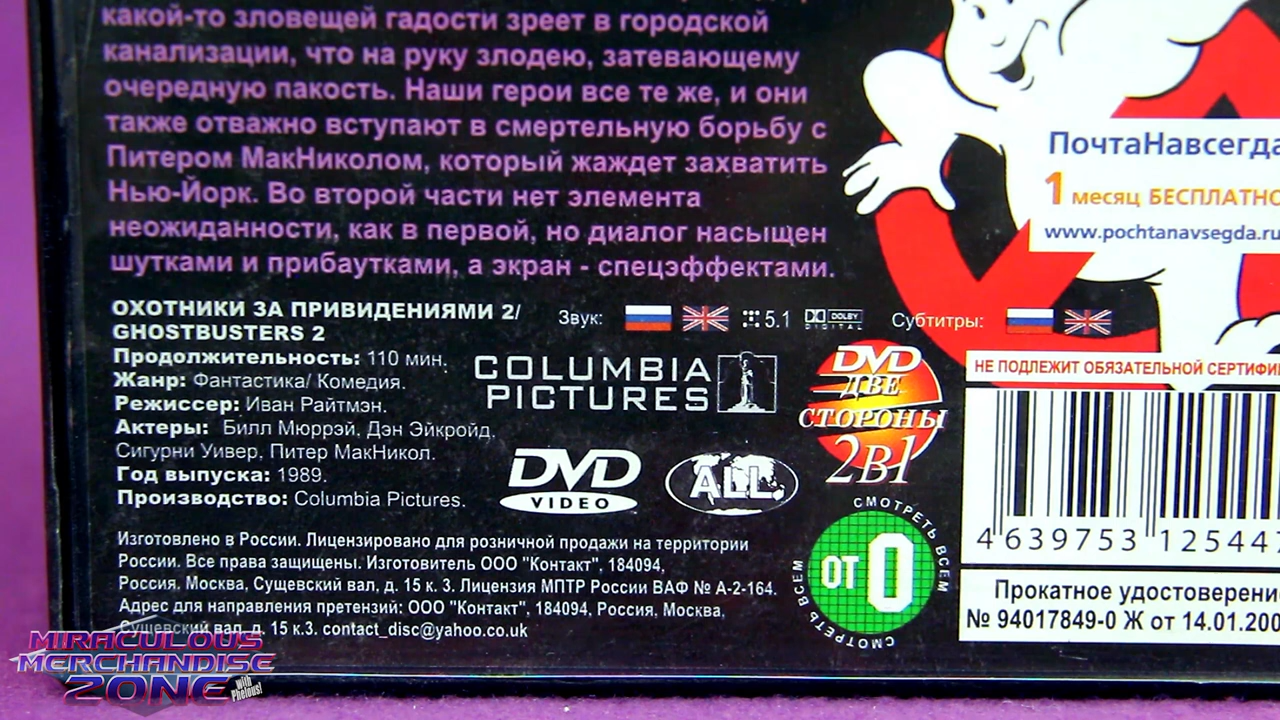 какой-то зловещей гадости зреет в городской
канализации, что на руку злодею, затевающему
очередную пакость. Наши герои все те же, и они
также отважно вступают в смертельную борьбу с
Питером МакНиколом, который жаждет захватить
Нью-Йорк. Во второй части нет элемента
неожиданности, как в первой, но диалог насыщен
шутками и прибаутками, а экран - спецэффектами.
ПочтаНавсегда
1 месяц БЕСПЛАТНО
www.pochtanavsegda.ru
ОХОТНИКИ ЗА ПРИВИДЕНИЯМИ 2/
GHOSTBUSTERS 2
Продолжительность: 110 мин.
Жанр: Фантастика/ Комедия.
Режиссер: Иван Райтмэн.
Актеры: Билл Мюррэй, Дэн Эйкройд,
Сигурни Уивер, Питер МакНикол.
Год выпуска: 1989.
Производство: Columbia Pictures.
Звук: 5.1 DOLBY DIGITAL Субтитры:
COLUMBIA
PICTURES
DVD
VIDEO
ALL
DVD
ДВЕ
СТОРОНЫ
2В1
СМОТРЕТЬ ВСЕМ
ОТ 0
СМОТРЕТЬ ВСЕМ
НЕ ПОДЛЕЖИТ ОБЯЗАТЕЛЬНОЙ СЕРТИФИ
4 639753 12544
Прокатное удостоверение
№ 94017849-0 Ж от 14.01.200
Изготовлено в России. Лицензировано для розничной продажи на территории
России. Все права защищены. Изготовитель ООО "Контакт", 184094,
Россия, Москва, Сущевский вал, д. 15 к. 3. Лицензия МПТР России ВАФ № А-2-164.
Адрес для направления претензий: ООО "Контакт", 184094, Россия, Москва,
Сущевский вал, д. 15 к.3. contact_disc@yahoo.co.uk
MIRACULOUS
MERCHANDISE
ZONE
with
Phelous!